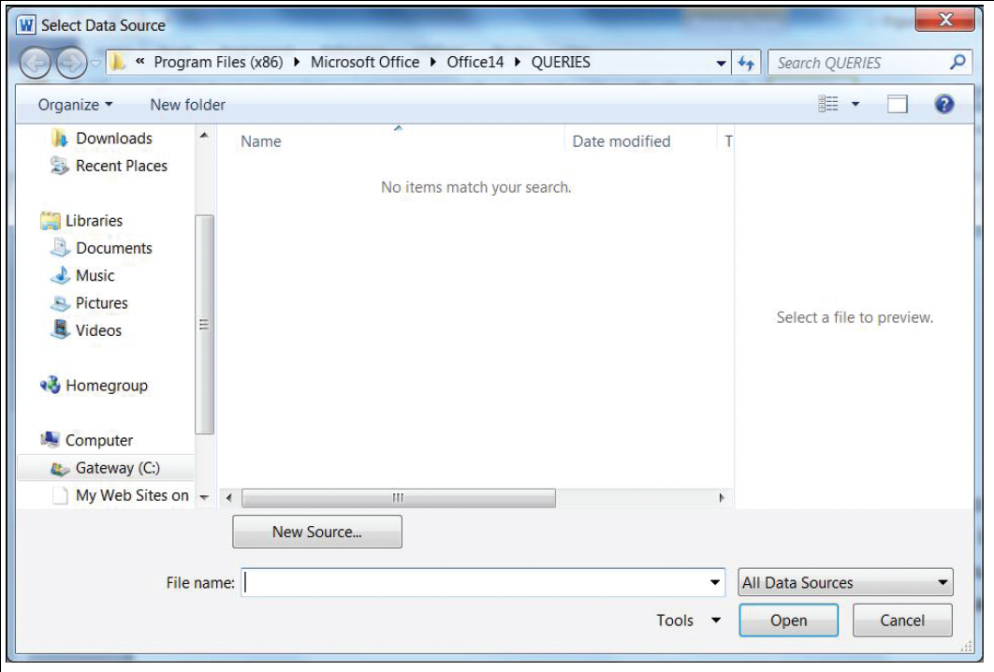 Select Data Source
« Program Files (x86) Microsoft Office Office14 QUERIES Search QUERIES
Organize New folder
Name Date modified T
Downloads
Recent Places
No items match your search.
Libraries
Documents
Music
Pictures
Videos
Select a file to preview.
Homegroup
Computer
Gateway (C:)
My Web Sites on
New Source...
File name: All Data Sources
Tools Open Cancel